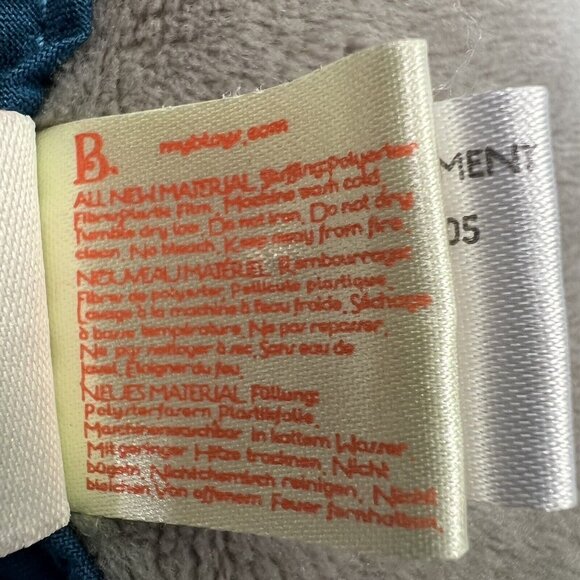 B.
mybtoys.com
ALL NEW MATERIAL. Stuffing: Polyester
Fibre. Plastic Film. Machine wash cold.
Tumble dry low. Do not iron. Do not dry
clean. No bleach. Keep away from fire.
NOUVEAU MATÉRIEL. Rembourrage:
Fibres de polyester. Pellicule plastique.
Lavage à la machine à l'eau froide. Séchage
à basse température. Ne pas repasser.
Ne pas nettoyer à sec. Sans eau de
javel. Éloigner du feu.
NEUES MATERIAL. Füllung:
Polysterfasern. Plastikfolie.
Maschinenwaschbar in kaltem Wasser
Mit geringer Hitze trocknen. Nicht
bügeln. Nicht chemisch reinigen. Nicht
bleichen. Von offenem Feuer fernhalten.
MENT
05